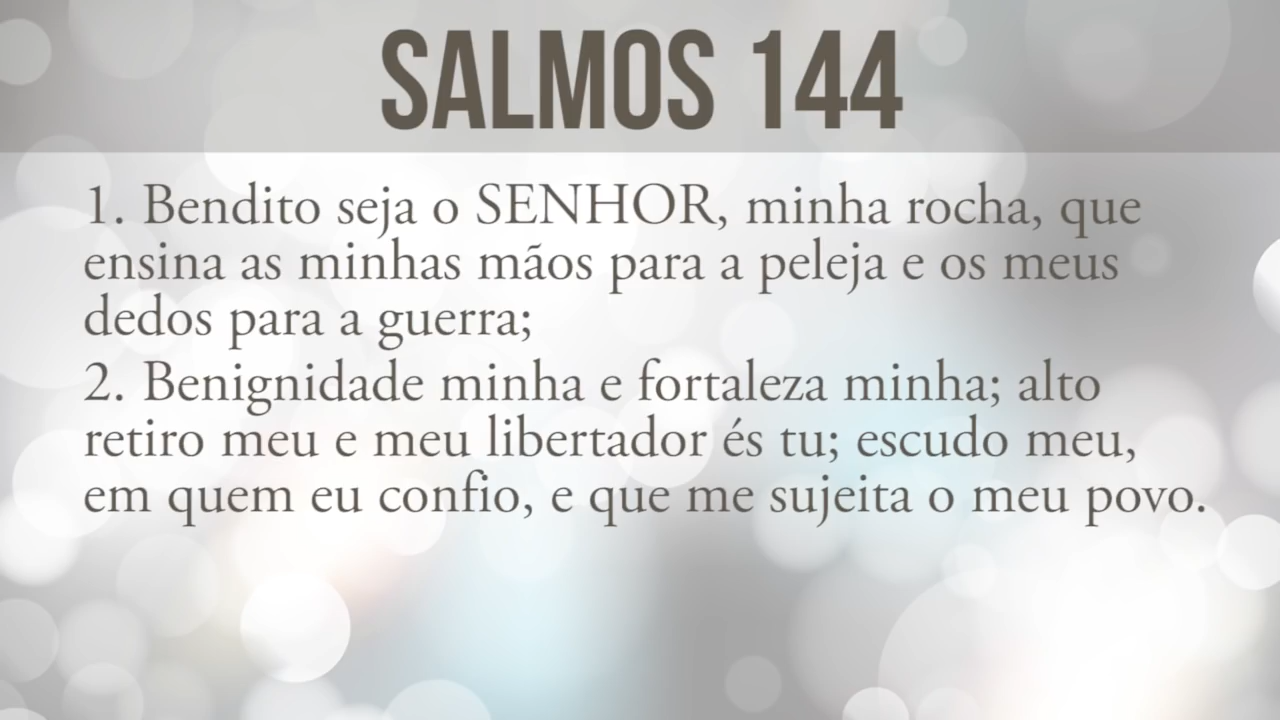 SALMOS 144
1. Bendito seja o SENHOR, minha rocha, que
ensina as minhas mãos para a peleja e os meus
dedos para a guerra;
2. Benignidade minha e fortaleza minha; alto
retiro meu e meu libertador és tu; escudo meu,
em quem eu confio, e que me sujeita o meu povo.